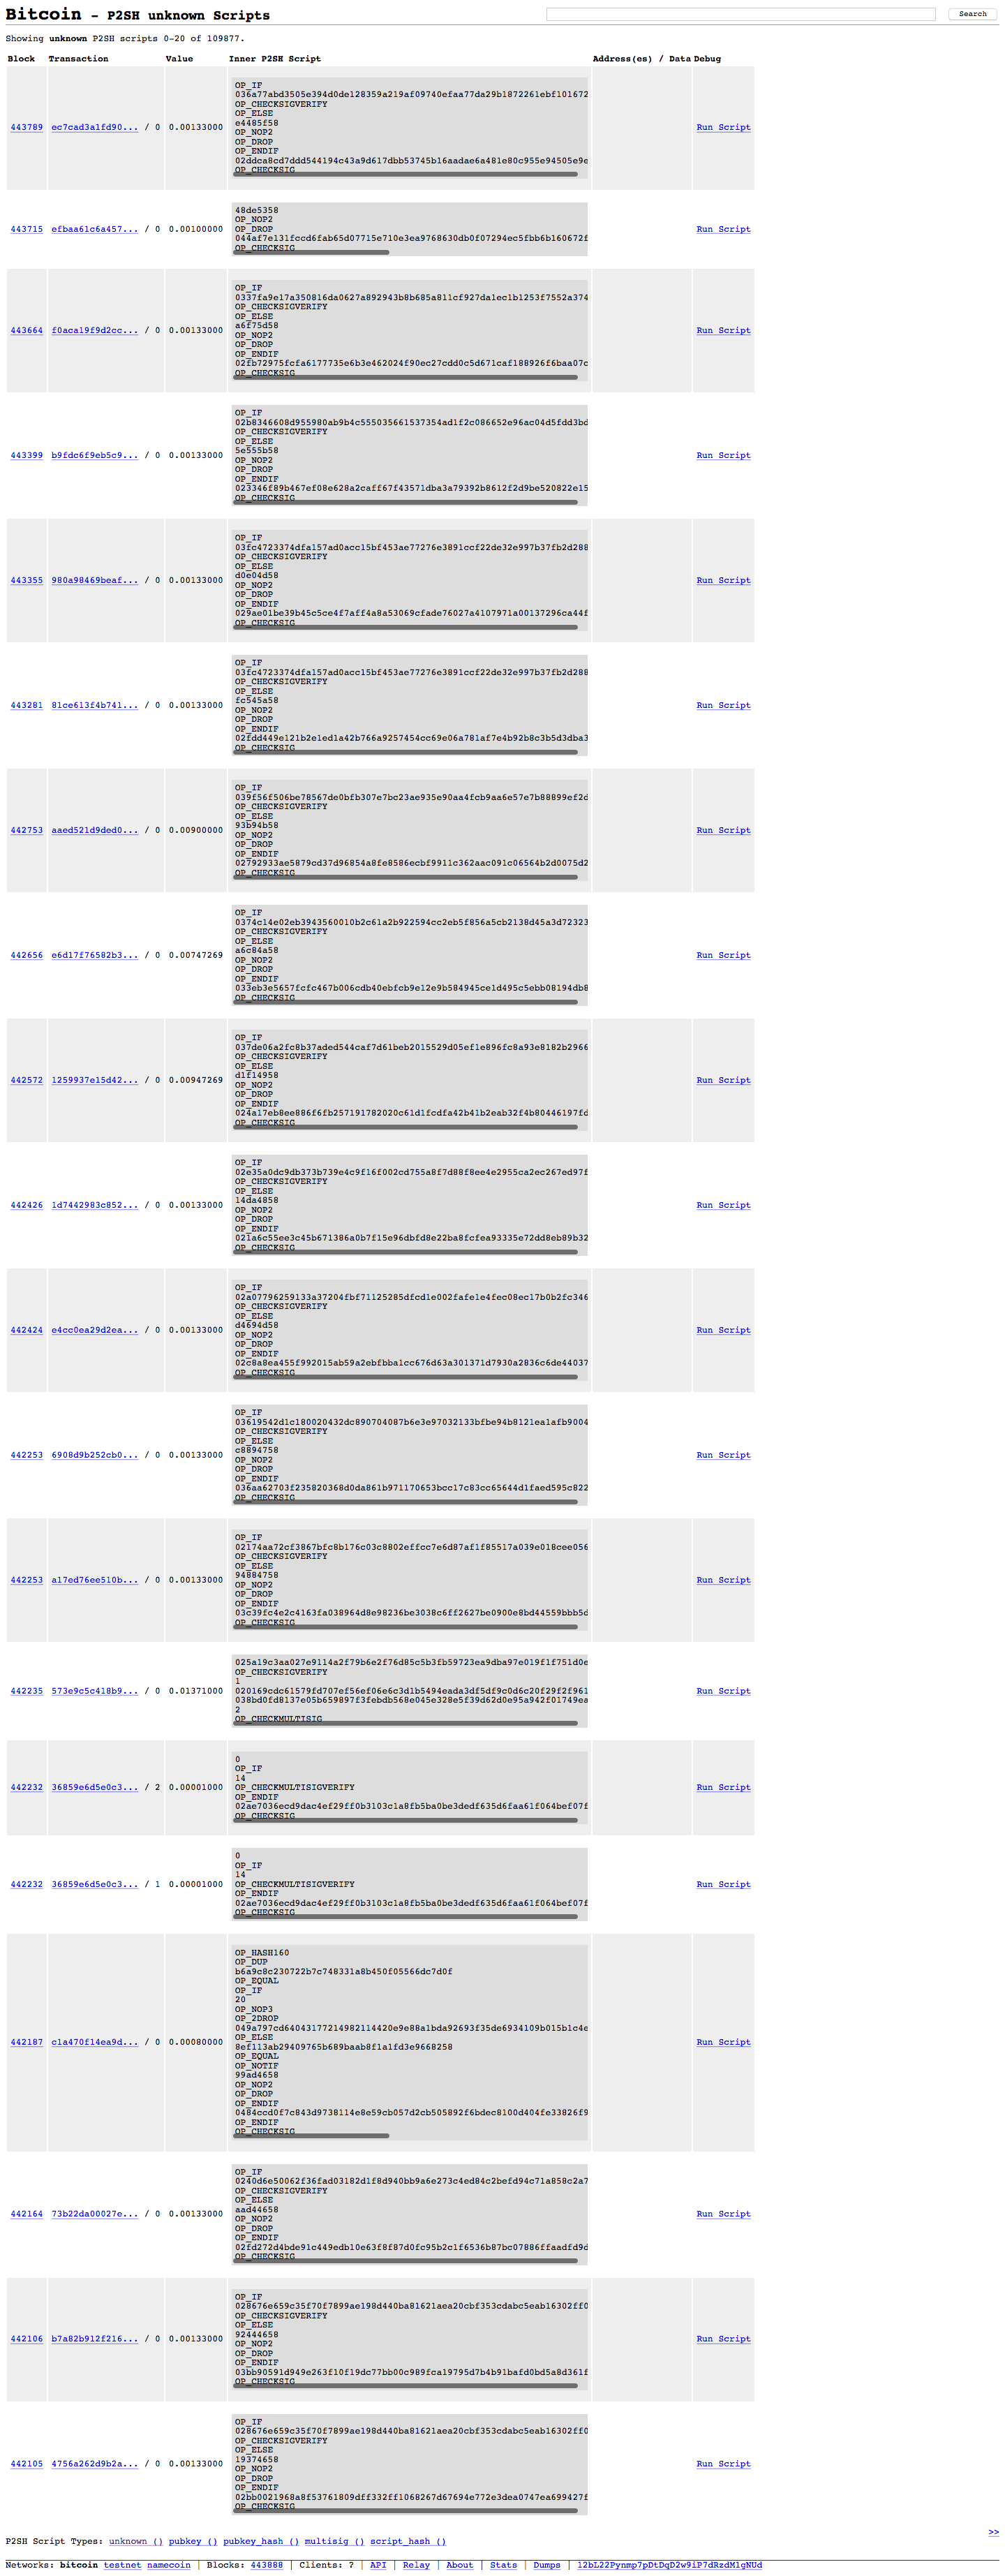 Bitcoin - P2SH unknown Scripts
Search
Showing unknown P2SH scripts 0-20 of 109877.
Block Transaction Value Inner P2SH Script Address(es) / Data Debug
443789 ec7cad3a1fd90... / 0 0.00133000 Run Script
OP_IF
036a77abd3505e394d0de128359a219af09740efaa77da29b1872261ebf101672
OP_CHECKSIGVERIFY
OP_ELSE
e4485f58
OP_NOP2
OP_DROP
OP_ENDIF
02ddca8cd7ddd544194c43a9d617dbb53745b16aadae6a481e80c955e94505e9e
OP_CHECKSIG
443715 efbaa61c6a457... / 0 0.00100000 Run Script
48de5358
OP_NOP2
OP_DROP
044af7e131fccd6fab65d07715e710e3ea9768630db0f07294ec5fbb6b160672f
OP_CHECKSIG
443664 f0aca19f9d2cc... / 0 0.00133000 Run Script
OP_IF
0337fa9e17a350816da0627a892943b8b685a811cf927da1ec1b1253f7552a374
OP_CHECKSIGVERIFY
OP_ELSE
a6f75d58
OP_NOP2
OP_DROP
OP_ENDIF
02fb72975fcfa6177735e6b3e462024f90ec27cdd0c5d671caf188926f6baa07c
OP_CHECKSIG
443399 b9fdc6f9eb5c9... / 0 0.00133000 Run Script
OP_IF
02b8346608d955980ab9b4c555035661537354ad1f2c086652e96ac04d5fdd3bd
OP_CHECKSIGVERIFY
OP_ELSE
5e555b58
OP_NOP2
OP_DROP
OP_ENDIF
023346f89b467ef08e628a2caff67f43571dba3a79392b8612f2d9be520822e15
OP_CHECKSIG
443355 980a98469beaf... / 0 0.00133000 Run Script
OP_IF
03fc4723374dfa157ad0acc15bf453ae77276e3891ccf22de32e997b37fb2d288
OP_CHECKSIGVERIFY
OP_ELSE
d0e04d58
OP_NOP2
OP_DROP
OP_ENDIF
029ae01be39b45c5ce4f7aff4a8a53069cfade76027a4107971a00137296ca44f
OP_CHECKSIG
443281 81ce613f4b741... / 0 0.00133000 Run Script
OP_IF
03fc4723374dfa157ad0acc15bf453ae77276e3891ccf22de32e997b37fb2d288
OP_CHECKSIGVERIFY
OP_ELSE
fc545a58
OP_NOP2
OP_DROP
OP_ENDIF
02fdd449e121b2e1ed1a42b766a9257454cc69e06a781af7e4b92b8c3b5d3dba3
OP_CHECKSIG
442753 aaed521d9ded0... / 0 0.00900000 Run Script
OP_IF
039f56f506be78567de0bfb307e7bc23ae935e90aa4fcb9aa6e57e7b88899ef2d
OP_CHECKSIGVERIFY
OP_ELSE
93b94b58
OP_NOP2
OP_DROP
OP_ENDIF
02792933ae5879cd37d96854a8fe8586ecbf9911c362aac091c06564b2d0075d2
OP_CHECKSIG
442656 e6d17f76582b3... / 0 0.00747269 Run Script
OP_IF
0374c14e02eb3943560010b2c61a2b922594cc2eb5f856a5cb2138d45a3d72323
OP_CHECKSIGVERIFY
OP_ELSE
a6c84a58
OP_NOP2
OP_DROP
OP_ENDIF
033eb3e5657fcfc467b006cdb40ebfcb9e12e9b584945ce1d495c5ebb08194db8
OP_CHECKSIG
442572 1259937e15d42... / 0 0.00947269 Run Script
OP_IF
037de06a2fc8b37aded544caf7d61beb2015529d05ef1e896fc8a93e8182b2966
OP_CHECKSIGVERIFY
OP_ELSE
d1f14958
OP_NOP2
OP_DROP
OP_ENDIF
024a17eb8ee886f6fb257191782020c61d1fcdfa42b41b2eab32f4b80446197fd
OP_CHECKSIG
442426 1d7442983c852... / 0 0.00133000 Run Script
OP_IF
02e35a0dc9db373b739e4c9f16f002cd755a8f7d88f8ee4e2955ca2ec267ed97f
OP_CHECKSIGVERIFY
OP_ELSE
14da4858
OP_NOP2
OP_DROP
OP_ENDIF
021a6c55ee3c45b671386a0b7f15e96dbfd8e22ba8fcfea93335e72dd8eb89b32
OP_CHECKSIG
442424 e4cc0ea29d2ea... / 0 0.00133000 Run Script
OP_IF
02a07796259133a37204fbf71125285dfcd1e002fafe1e4fec08ec17b0b2fc346
OP_CHECKSIGVERIFY
OP_ELSE
d4694d58
OP_NOP2
OP_DROP
OP_ENDIF
02c8a8ea455f992015ab59a2ebfbba1cc676d63a301371d7930a2836c6de44037
OP_CHECKSIG
442253 6908d9b252cb0... / 0 0.00133000 Run Script
OP_IF
03619542d1c180020432dc890704087b6e3e97032133bfbe94b8121ea1afb9004
OP_CHECKSIGVERIFY
OP_ELSE
c8894758
OP_NOP2
OP_DROP
OP_ENDIF
036aa62703f235820368d0da861b971170653bcc17c83cc65644d1faed595c822
OP_CHECKSIG
442253 a17ed76ee510b... / 0 0.00133000 Run Script
OP_IF
02174aa72cf3867bfc8b176c03c8802effcc7e6d87af1f85517a039e018cee056
OP_CHECKSIGVERIFY
OP_ELSE
94884758
OP_NOP2
OP_DROP
OP_ENDIF
03c39fc4e2c4163fa038964d8e98236be3038c6ff2627be0900e8bd44559bbb5d
OP_CHECKSIG
442235 573e9c5c418b9... / 0 0.01371000 Run Script
025a19c3aa027e9114a2f79b6e2f76d85c5b3fb59723ea9dba97e019f1f751d0e
OP_CHECKSIGVERIFY
1
020169cdc61579fd707ef56ef06e6c3d1b5494eada3df5df9c0d6c20f29f2f961
038bd0fd8137e05b659897f3febdb568e045e328e5f39d62d0e95a942f01749ea
2
OP_CHECKMULTISIG
442232 36859e6d5e0c3... / 2 0.00001000 Run Script
0
OP_IF
14
OP_CHECKMULTISIGVERIFY
OP_ENDIF
02ae7036ecd9dac4ef29ff0b3103c1a8fb5ba0be3dedf635d6faa61f064bef07f
OP_CHECKSIG
442232 36859e6d5e0c3... / 1 0.00001000 Run Script
0
OP_IF
14
OP_CHECKMULTISIGVERIFY
OP_ENDIF
02ae7036ecd9dac4ef29ff0b3103c1a8fb5ba0be3dedf635d6faa61f064bef07f
OP_CHECKSIG
442187 c1a470f14ea9d... / 0 0.00080000 Run Script
OP_HASH160
OP_DUP
b6a9c8c230722b7c748331a8b450f05566dc7d0f
OP_EQUAL
OP_IF
20
OP_NOP3
OP_2DROP
049a797cd64043177214982114420e9e88a1bda92693f35de6934109b015b1c4e
OP_ELSE
8ef113ab29409765b689baab8f1a1fd3e9668258
OP_EQUAL
OP_NOTIF
99ad4658
OP_NOP2
OP_DROP
OP_ENDIF
0484ccd0f7c843d9738114e8e59cb057d2cb505892f6bdec8100d404fe33826f9
OP_ENDIF
OP_CHECKSIG
442164 73b22da00027e... / 0 0.00133000 Run Script
OP_IF
0240d6e50062f36fad03182d1f8d940bb9a6e273c4ed84c2befd94c71a858c2a7
OP_CHECKSIGVERIFY
OP_ELSE
aad44658
OP_NOP2
OP_DROP
OP_ENDIF
02fd272d4bde91c449edb10e63f8f87d0fc95b2c1f6536b87bc07886ffaadfd9d
OP_CHECKSIG
442106 b7a82b912f216... / 0 0.00133000 Run Script
OP_IF
028676e659c35f70f7899ae198d440ba81621aea20cbf353cdabc5eab16302ff0
OP_CHECKSIGVERIFY
OP_ELSE
92444658
OP_NOP2
OP_DROP
OP_ENDIF
03bb90591d949e263f10f19dc77bb00c989fca19795d7b4b91bafd0bd5a8d361f
OP_CHECKSIG
442105 4756a262d9b2a... / 0 0.00133000 Run Script
OP_IF
028676e659c35f70f7899ae198d440ba81621aea20cbf353cdabc5eab16302ff0
OP_CHECKSIGVERIFY
OP_ELSE
19374658
OP_NOP2
OP_DROP
OP_ENDIF
02bb0021968a8f53761809dff332ff1068267d67694e772e3dea0747ea699427f
OP_CHECKSIG
>>
P2SH Script Types: unknown () pubkey () pubkey_hash () multisig () script_hash ()
Networks: bitcoin testnet namecoin | Blocks: 443888 | Clients: ? | API | Relay | About | Stats | Dumps | 12bL22Pynmp7pDtDqD2w9iP7dRzdM1gNUd